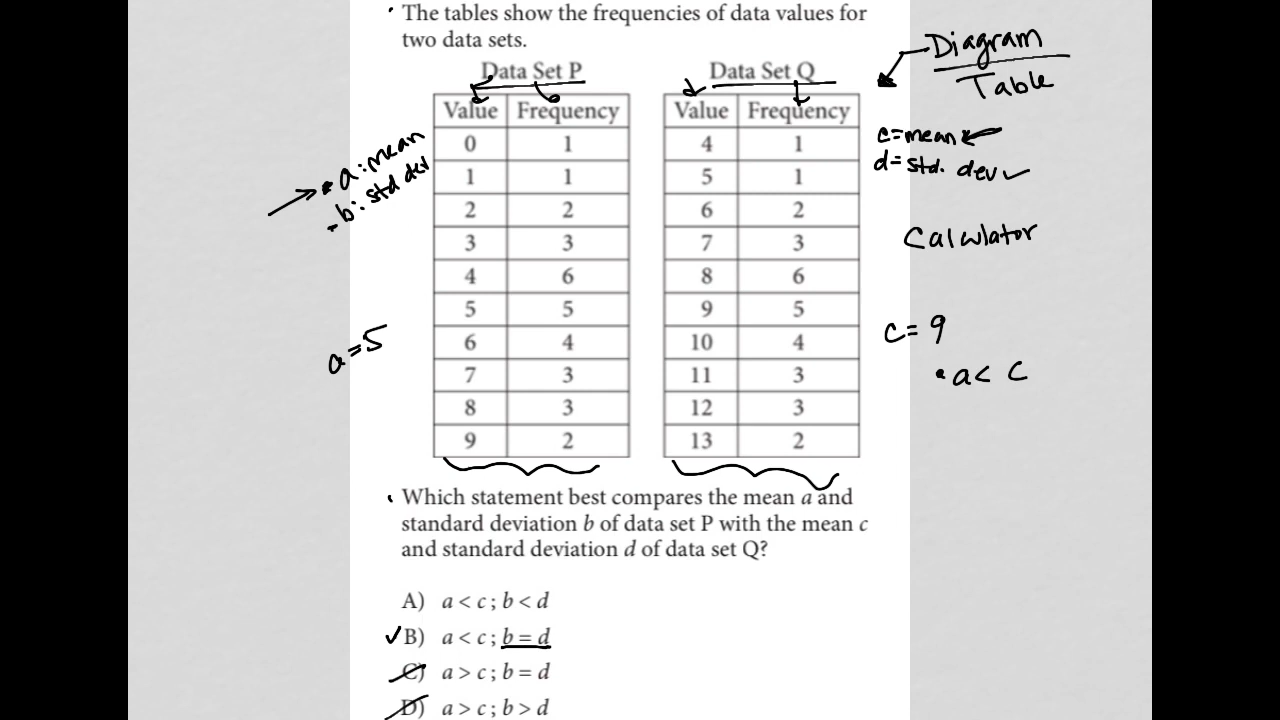 The tables show the frequencies of data values for
two data sets.
Diagram
Table
Data Set P
Data Set Q
Value Frequency
0 1
1 1
2 2
3 3
4 6
5 5
6 4
7 3
8 3
9 2
Value Frequency
4 1
5 1
6 2
7 3
8 6
9 5
10 4
11 3
12 3
13 2
a: mean
b: std dev
a=5
c=mean
d=std. dev
Calculator
c=9
a< c
Which statement best compares the mean a and
standard deviation b of data set P with the mean c
and standard deviation d of data set Q?
A) a < c ; b < d
B) a < c ; b = d
C) a > c ; b = d
D) a > c ; b > d